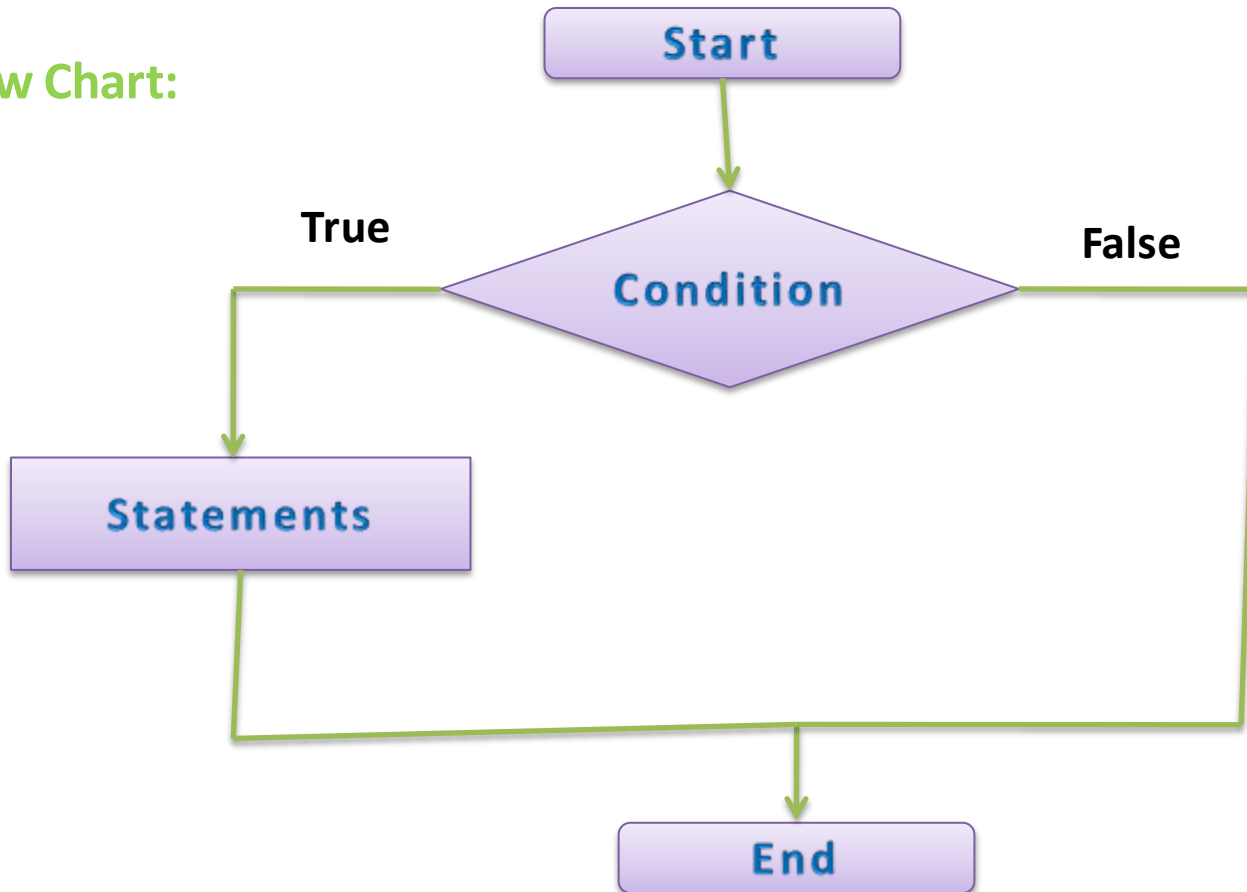 Start
w Chart:
True
False
Condition
Statements
End